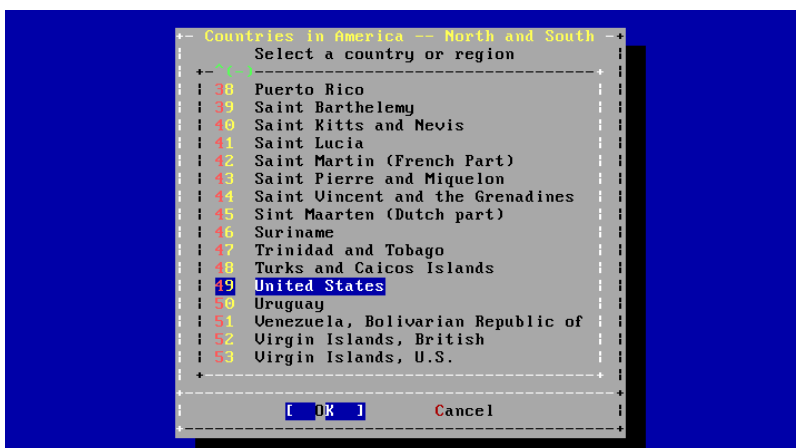 Countries in America -- North and South
Select a country or region
^(-)
38 Puerto Rico
39 Saint Barthelemy
40 Saint Kitts and Nevis
41 Saint Lucia
42 Saint Martin (French Part)
43 Saint Pierre and Miquelon
44 Saint Vincent and the Grenadines
45 Sint Maarten (Dutch part)
46 Suriname
47 Trinidad and Tobago
48 Turks and Caicos Islands
49 United States
50 Uruguay
51 Venezuela, Bolivarian Republic of
52 Virgin Islands, British
53 Virgin Islands, U.S.
[ OK ] Cancel